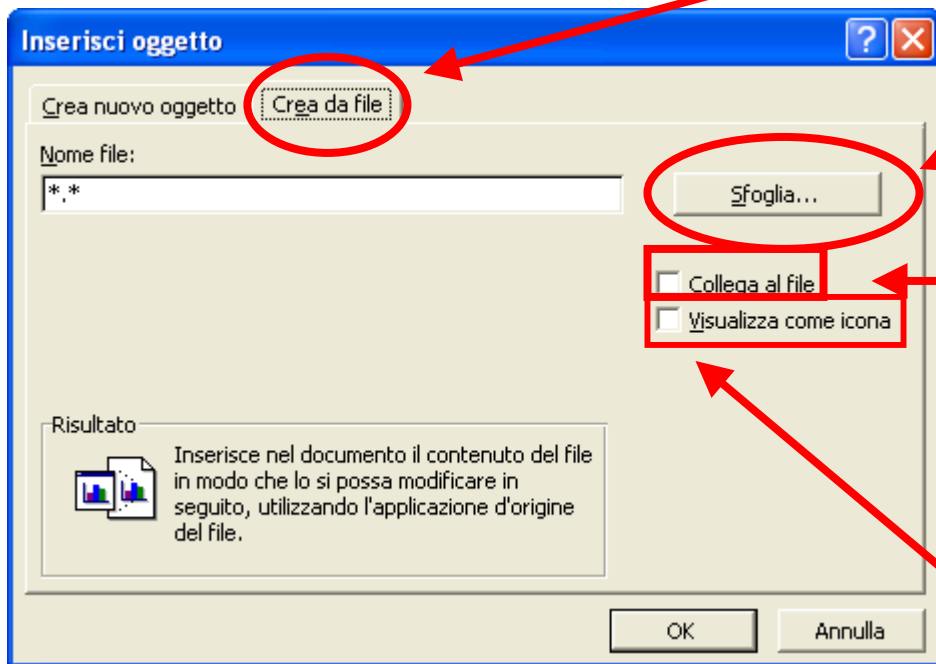 Inserisci oggetto
Crea nuovo oggetto
Crea da file
Nome file:
*.*
Sfoglia...
Collega al file
Visualizza come icona
Risultato
Inserisce nel documento il contenuto del file
in modo che lo si possa modificare in
seguito, utilizzando l'applicazione d'origine
del file.
OK
Annulla